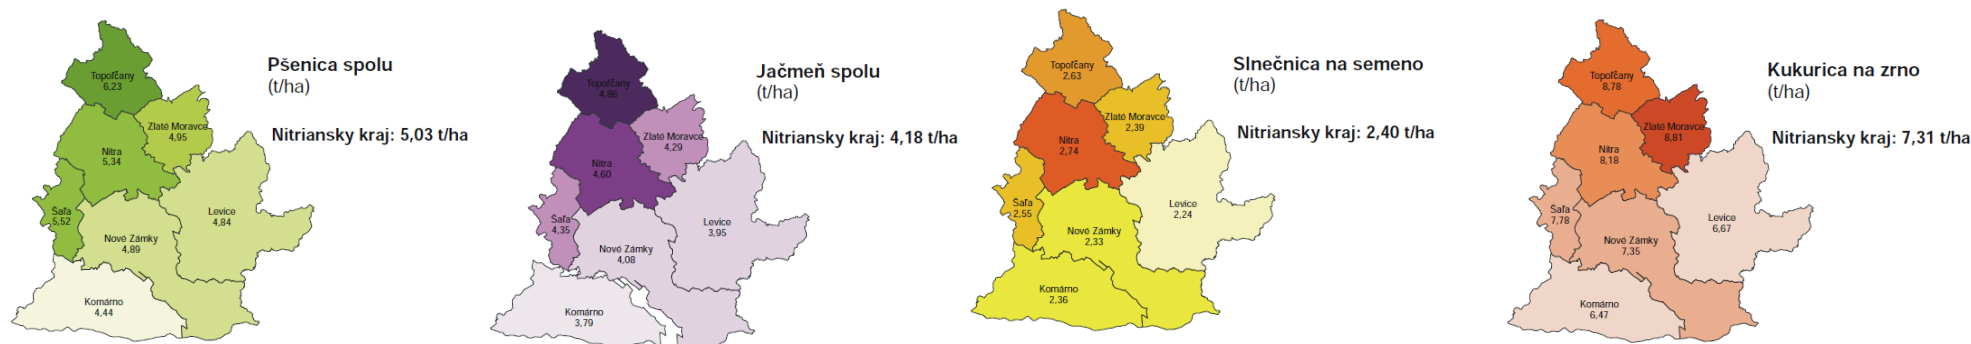 Pšenica spolu
(t/ha)
Nitriansky kraj: 5,03 t/ha
Topoľčany
6,23
Zlaté Moravce
4,95
Nitra
5,34
Šaľa
5,52
Levice
4,84
Nové Zámky
4,89
Komárno
4,44
Jačmeň spolu
(t/ha)
Nitriansky kraj: 4,18 t/ha
Topoľčany
4,86
Zlaté Moravce
4,29
Nitra
4,60
Šaľa
4,35
Levice
3,95
Nové Zámky
4,08
Komárno
3,79
Slnečnica na semeno
(t/ha)
Nitriansky kraj: 2,40 t/ha
Topoľčany
2,63
Zlaté Moravce
2,39
Nitra
2,74
Šaľa
2,55
Levice
2,24
Nové Zámky
2,33
Komárno
2,36
Kukurica na zrno
(t/ha)
Nitriansky kraj: 7,31 t/ha
Topoľčany
8,78
Zlaté Moravce
8,81
Nitra
8,18
Šaľa
7,78
Levice
6,67
Nové Zámky
7,35
Komárno
6,47